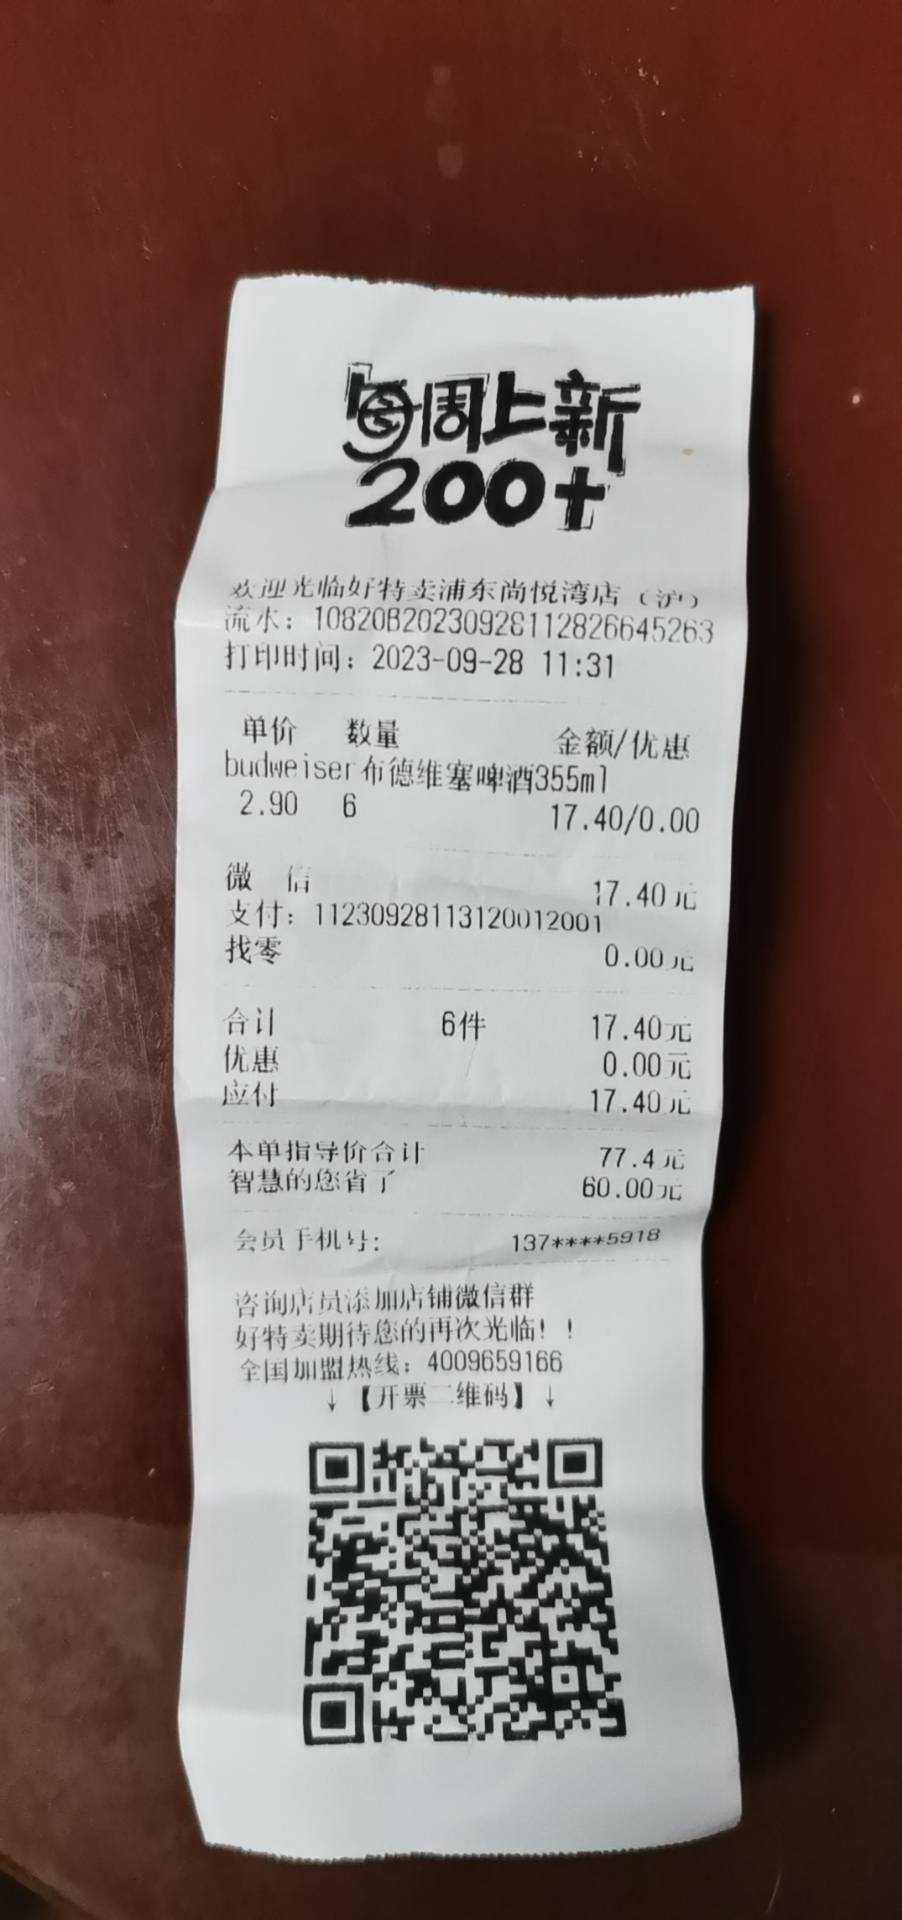 每周上新
200+
欢迎光临好特卖浦东尚悦湾店（沪）
流水：10820B20230928112826645263
打印时间：2023-09-28 11:31
单价 数量 金额/优惠
budweiser布德维塞啤酒355ml
2.90 6 17.40/0.00
微 信 17.40元
支付：11230928113120012001
找零 0.00元
合计 6件 17.40元
优惠 0.00元
应付 17.40元
本单指导价合计 77.4元
智慧的您省了 60.00元
会员手机号： 137****5918
咨询店员添加店铺微信群
好特卖期待您的再次光临！！
全国加盟热线：4009659166
↓【开票二维码】↓